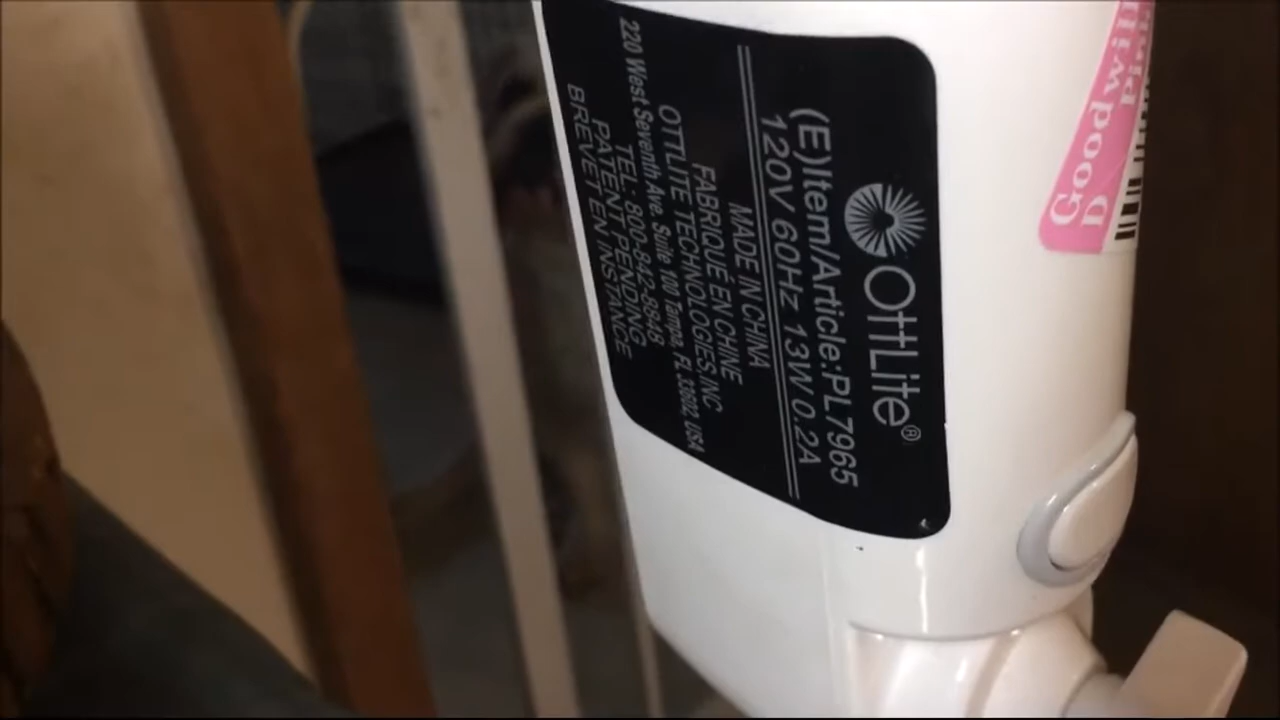 OttLite®
(E)Item/Article:PL7965
120V 60Hz 13W 0.2A
MADE IN CHINA
FABRIQUÉ EN CHINE
OTTLITE TECHNOLOGIES,INC
220 West Seventh Ave. Suite 100 Tampa, FL 33602 USA
TEL: 800-842-8848
PATENT PENDING
BREVET EN INSTANCE
Goodwill
D